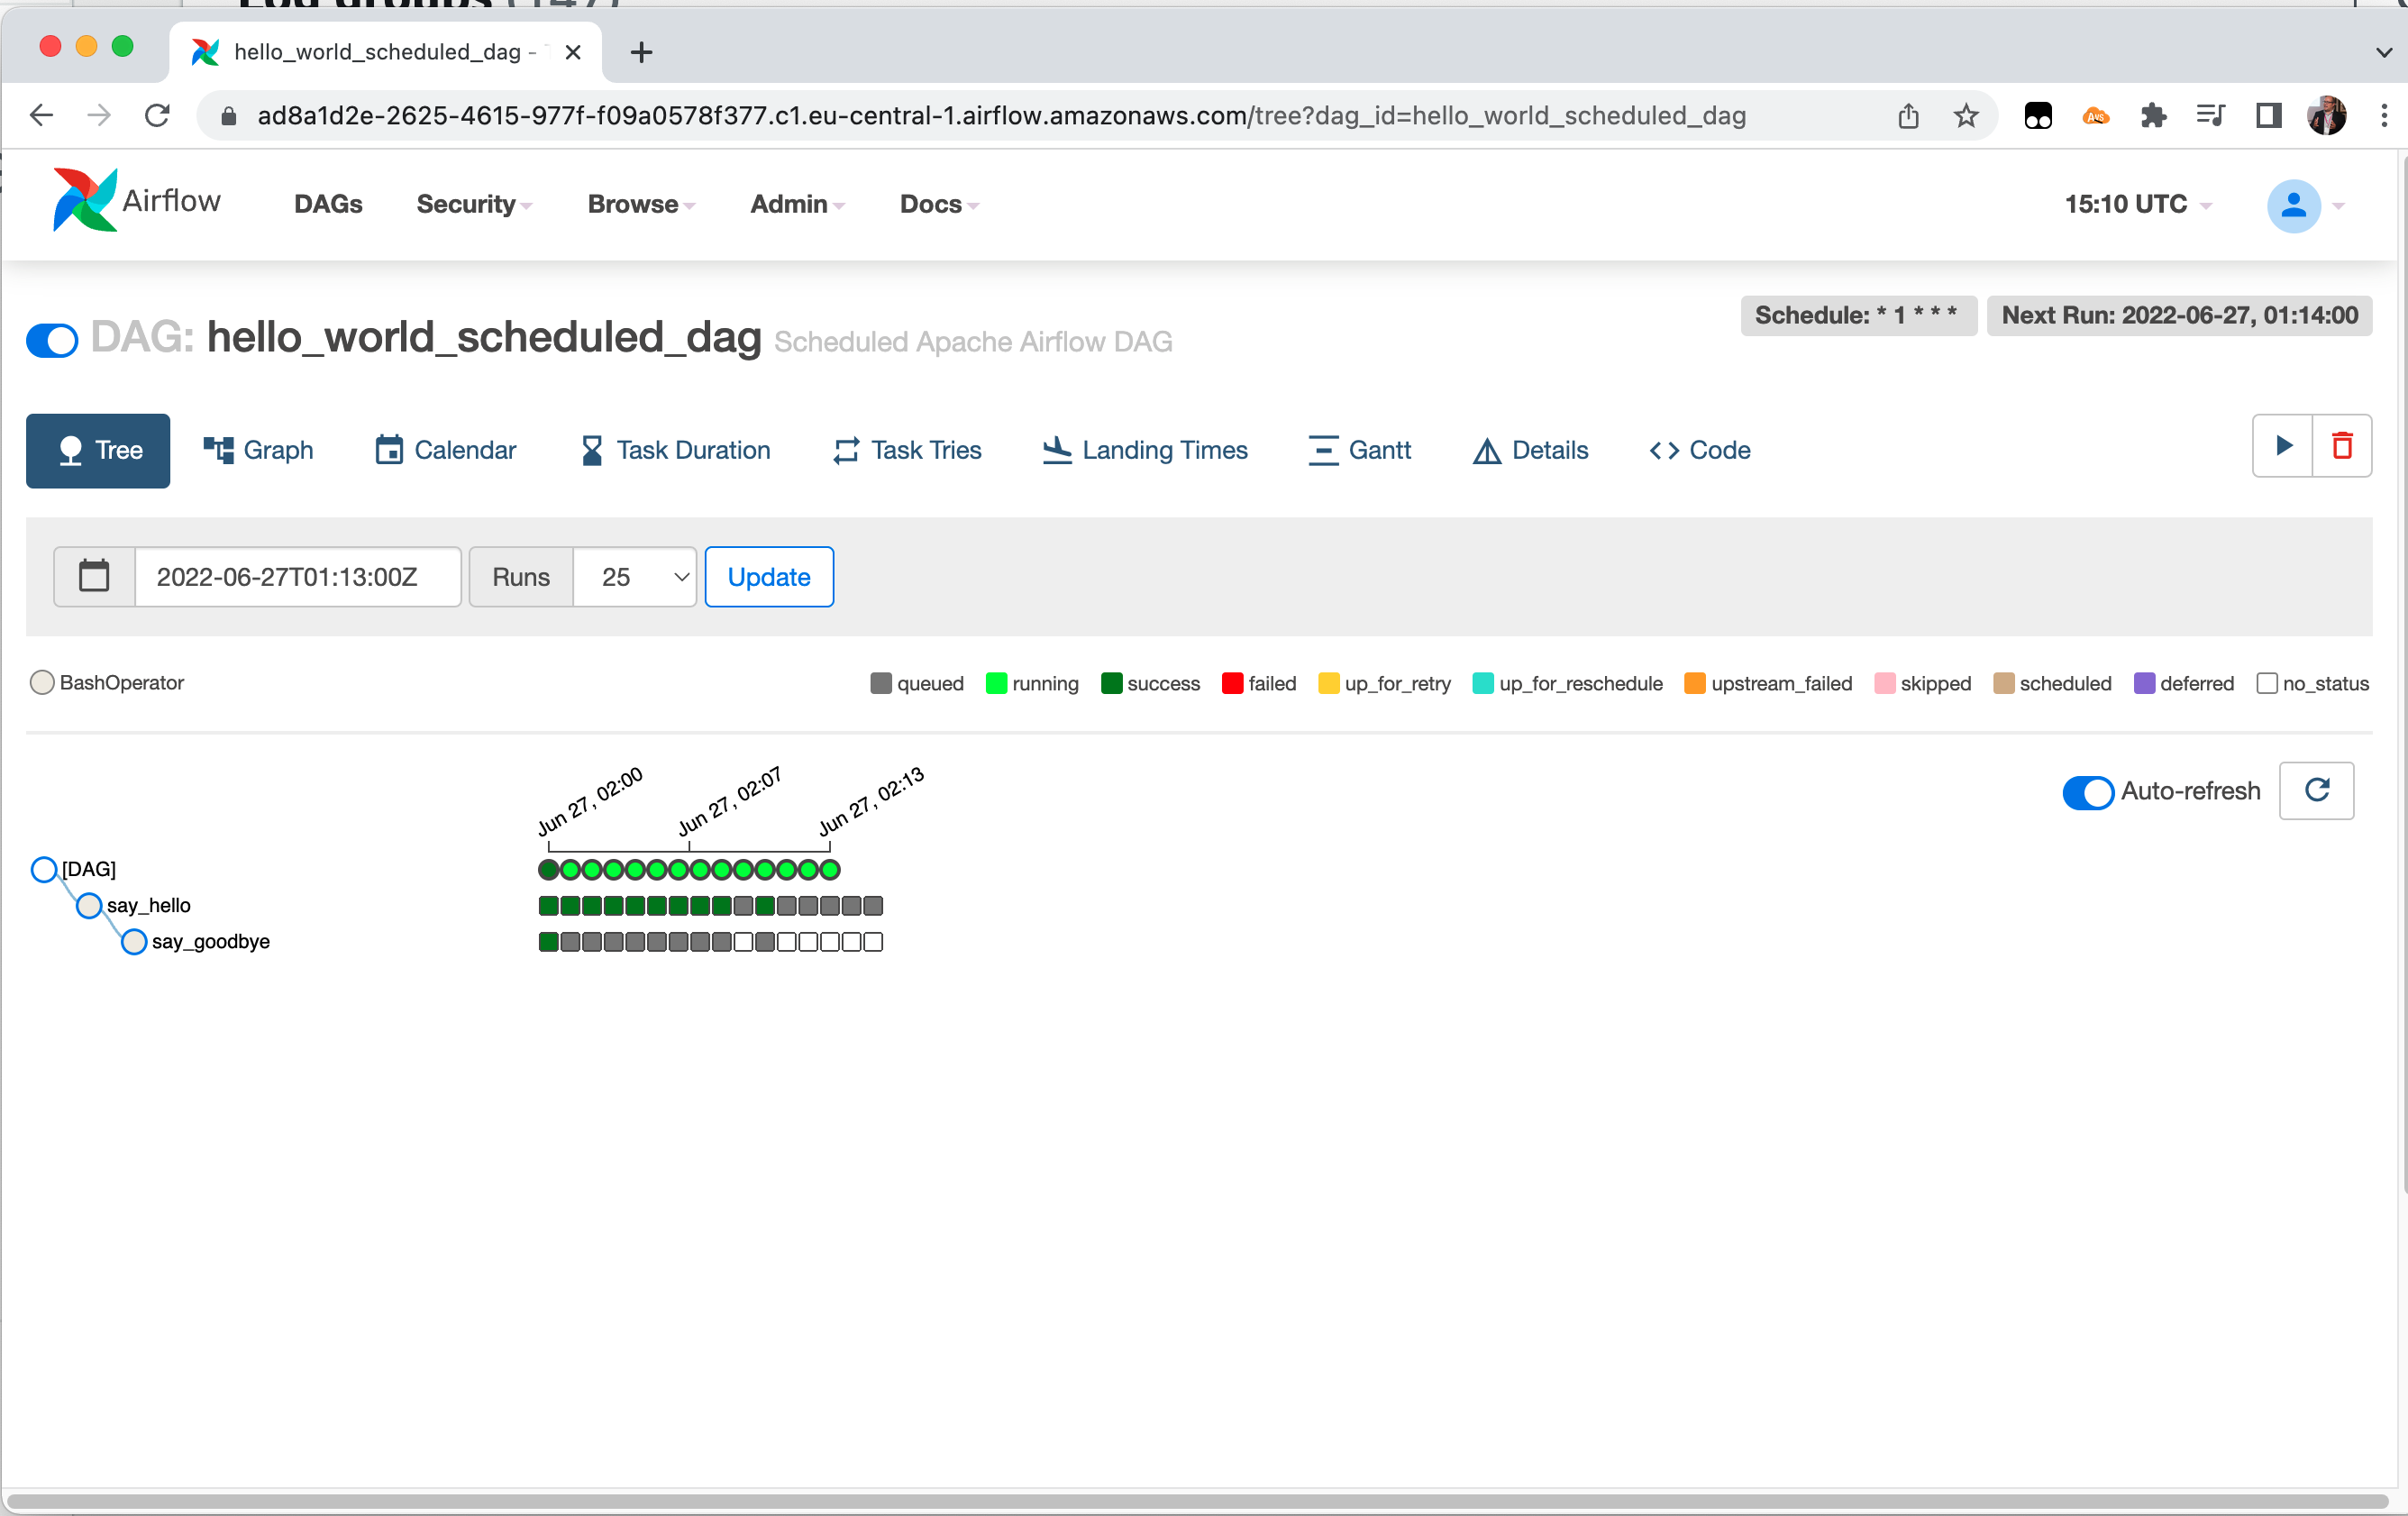 Log groups (147)
hello_world_scheduled_dag -
ad8a1d2e-2625-4615-977f-f09a0578f377.c1.eu-central-1.airflow.amazonaws.com/tree?dag_id=hello_world_scheduled_dag
Airflow DAGs Security Browse Admin Docs 15:10 UTC
DAG: hello_world_scheduled_dag Scheduled Apache Airflow DAG
Schedule: * 1 * * * Next Run: 2022-06-27, 01:14:00
Tree Graph Calendar Task Duration Task Tries Landing Times Gantt Details Code
2022-06-27T01:13:00Z Runs 25 Update
BashOperator queued running success failed up_for_retry up_for_reschedule upstream_failed skipped scheduled deferred no_status
Jun 27, 02:00 Jun 27, 02:07 Jun 27, 02:13
Auto-refresh
[DAG]
say_hello
say_goodbye